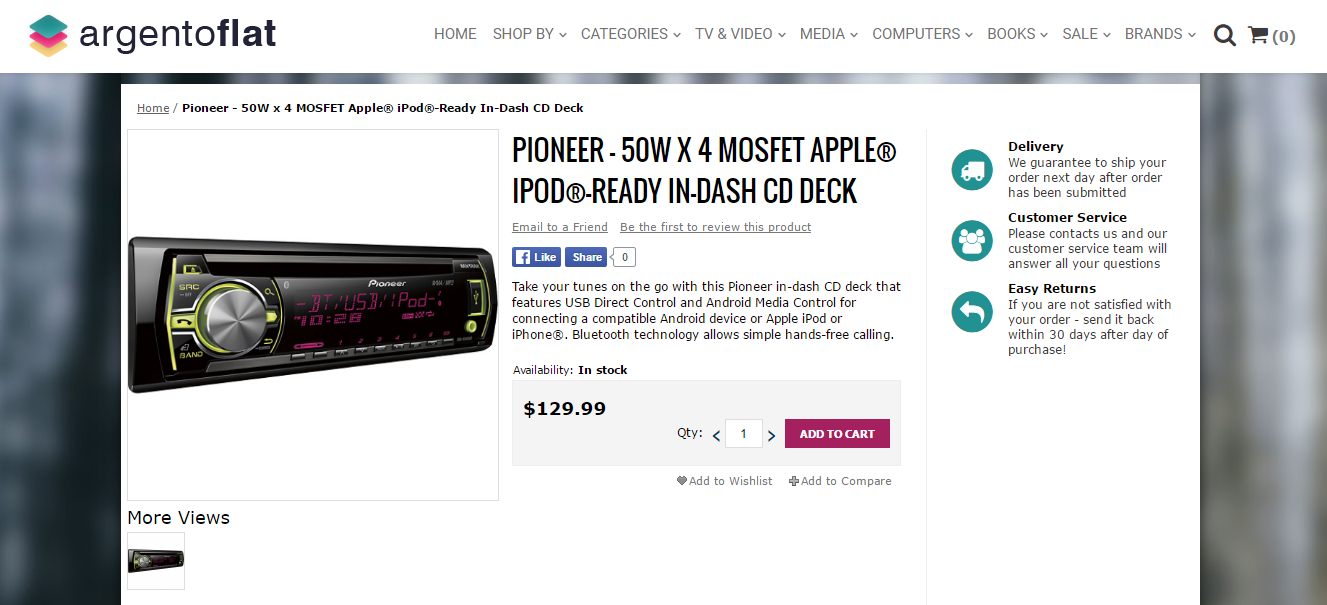 argentoflat
HOME SHOP BY CATEGORIES TV & VIDEO MEDIA COMPUTERS BOOKS SALE BRANDS (0)
Home / Pioneer - 50W x 4 MOSFET Apple® iPod®-Ready In-Dash CD Deck
PIONEER - 50W X 4 MOSFET APPLE®
IPOD®-READY IN-DASH CD DECK
Email to a Friend Be the first to review this product
Like Share 0
Take your tunes on the go with this Pioneer in-dash CD deck that
features USB Direct Control and Android Media Control for
connecting a compatible Android device or Apple iPod or
iPhone®. Bluetooth technology allows simple hands-free calling.
Availability: In stock
$129.99
Qty: < 1 > ADD TO CART
Add to Wishlist Add to Compare
SRC
BAND
Pioneer
BT/USB/iPod
10:28
1 2 3 4 5 6
More Views
Delivery
We guarantee to ship your
order next day after order
has been submitted
Customer Service
Please contacts us and our
customer service team will
answer all your questions
Easy Returns
If you are not satisfied with
your order - send it back
within 30 days after day of
purchase!